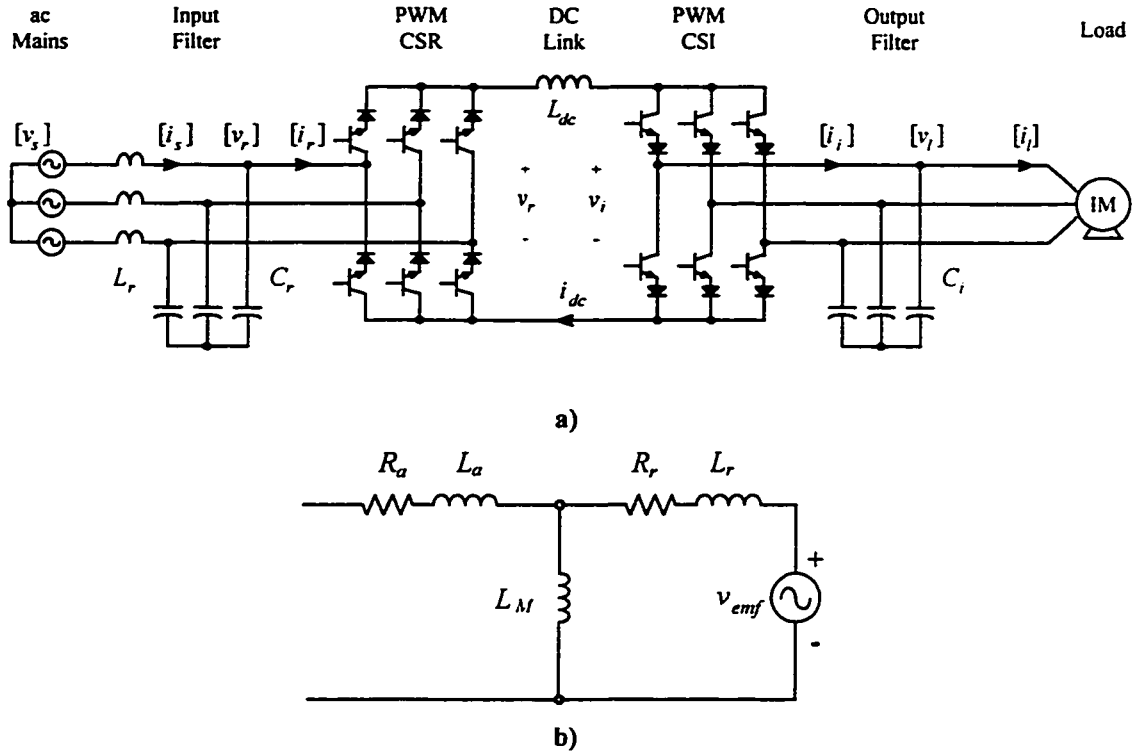 ac Mains
Input Filter
PWM CSR
DC Link
PWM CSI
Output Filter
Load
[v_s]
[i_s]
[v_r]
[i_r]
L_dc
[i_i]
[v_l]
[i_l]
+ +
v_r v_i
- -
IM
L_r
C_r
i_dc
C_i
a)
R_a
L_a
R_r
L_r
L_M
+
v_emf
-
b)